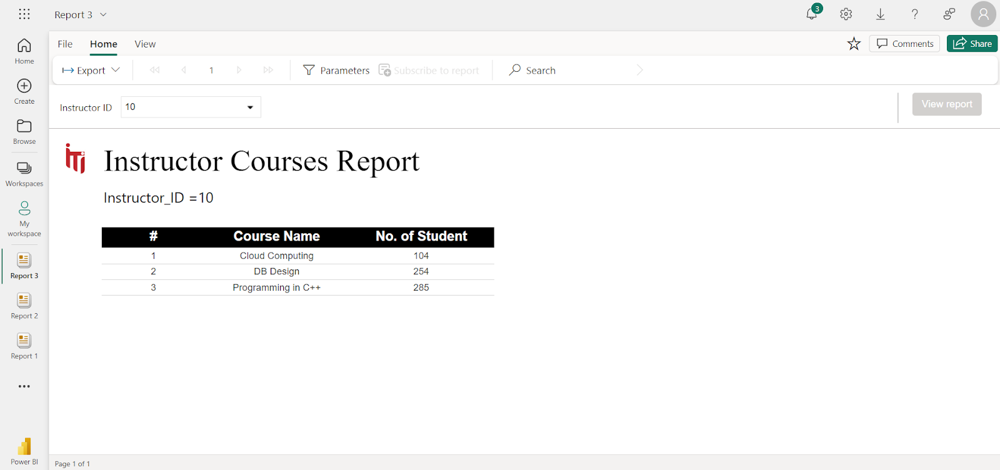 Report 3
3
?
Home
Create
Browse
Workspaces
My
workspace
Report 3
Report 2
Report 1
Power BI
File Home View
Comments Share
Export 1 Parameters Subscribe to report Search
Instructor ID 10 View report
iTi Instructor Courses Report
Instructor_ID =10
# Course Name No. of Student
1 Cloud Computing 104
2 DB Design 254
3 Programming in C++ 285
Page 1 of 1